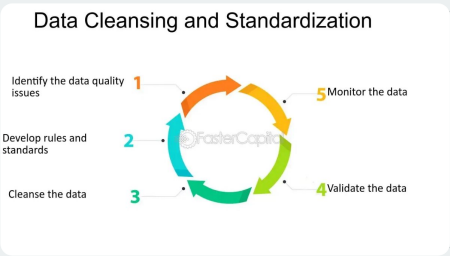 Data Cleansing and Standardization
Identify the data quality
issues
1
Develop rules and
standards
2
Cleanse the data
3
4
Validate the data
5
Monitor the data
FasterCapital